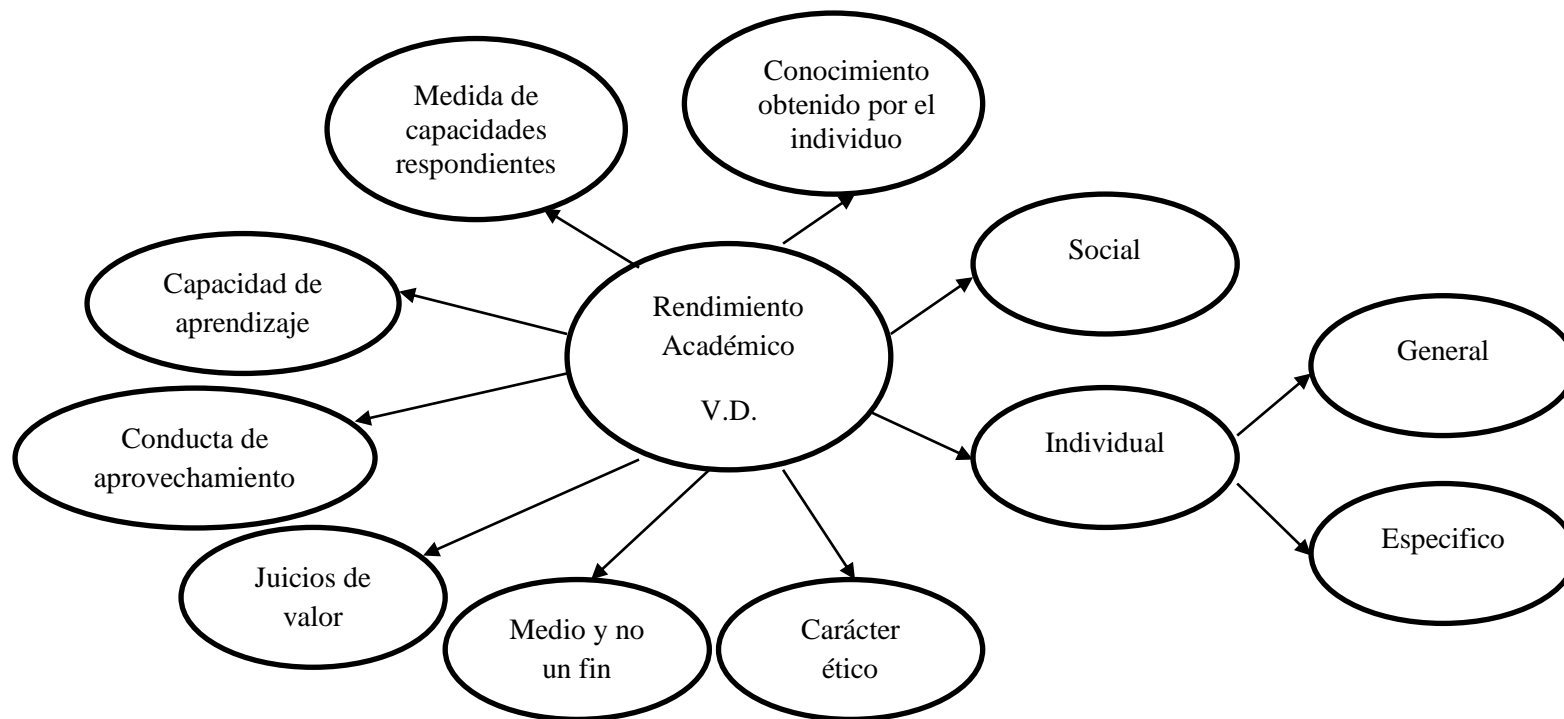 Medida de
capacidades
respondientes
Conocimiento
obtenido por el
individuo
Social
Capacidad de
aprendizaje
Rendimiento
Académico
V.D.
General
Conducta de
aprovechamiento
Individual
Especifico
Juicios de
valor
Medio y no
un fin
Carácter
ético